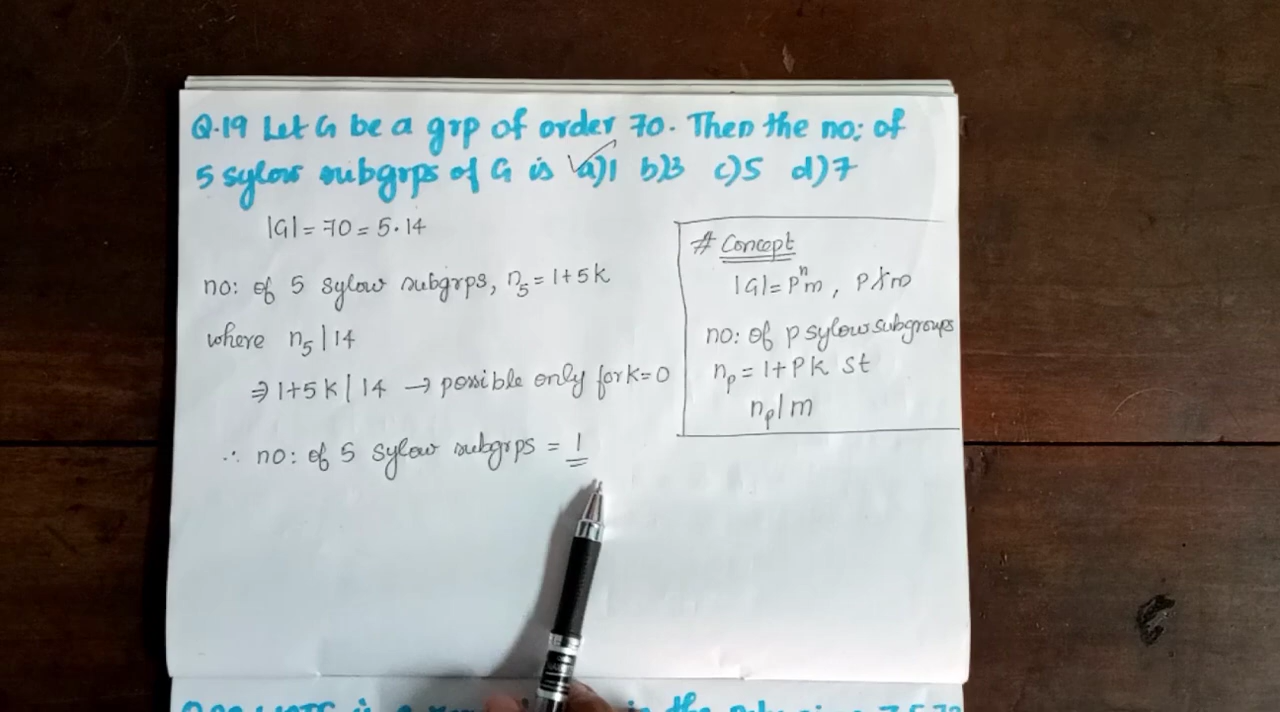 Q.19 Let G be a grp of order 70. Then the no: of
5 sylow subgrps of G is a)1 b)3 c)5 d)7
|G| = 70 = 5·14
no: of 5 sylow subgrps, n₅ = 1+5k
where n₅ | 14
⇒ 1+5k | 14 → possible only for k=0
∴ no: of 5 sylow subgrps = 1
# Concept
|G| = pⁿm, p∤m
no: of p sylow subgroups
nₚ = 1+Pk st
nₚ | m